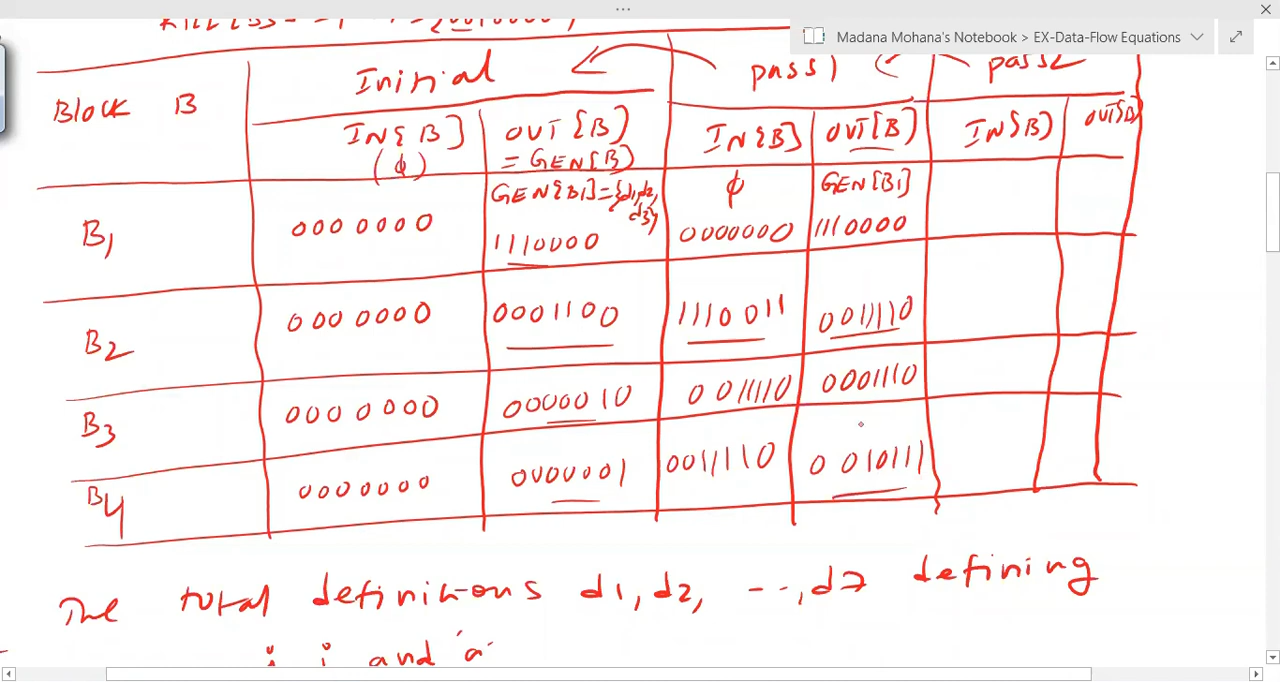 ...
Madana Mohana's Notebook > EX-Data-Flow Equations
Block B Initial pass1 pass2
IN{B] (ϕ) OUT{B) = GEN{B) IN{B] OUT{B] IN{B) OUT{B)
B1 0000000 GEN{B1]={d1,d2,d3} 1110000 ϕ 0000000 GEN[B1] 1110000
B2 0000000 0001100 1110011 0011110
B3 0000000 0000010 0011110 0001110
B4 0000000 0000001 0011110 0010111
The total definitions d1, d2, --, d7 defining
i, j and 'a'